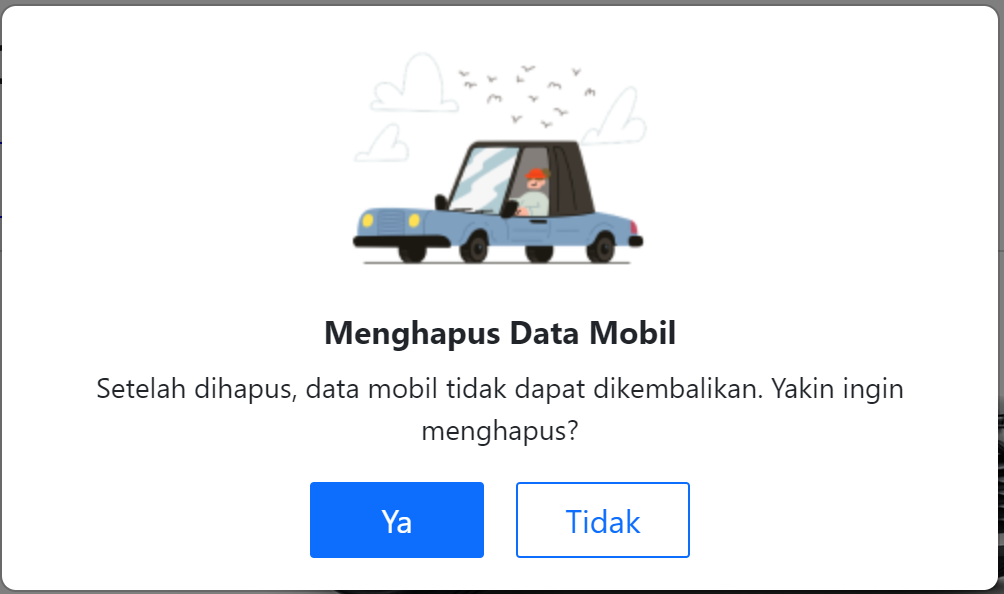 Menghapus Data Mobil
Setelah dihapus, data mobil tidak dapat dikembalikan. Yakin ingin
menghapus?
Ya
Tidak